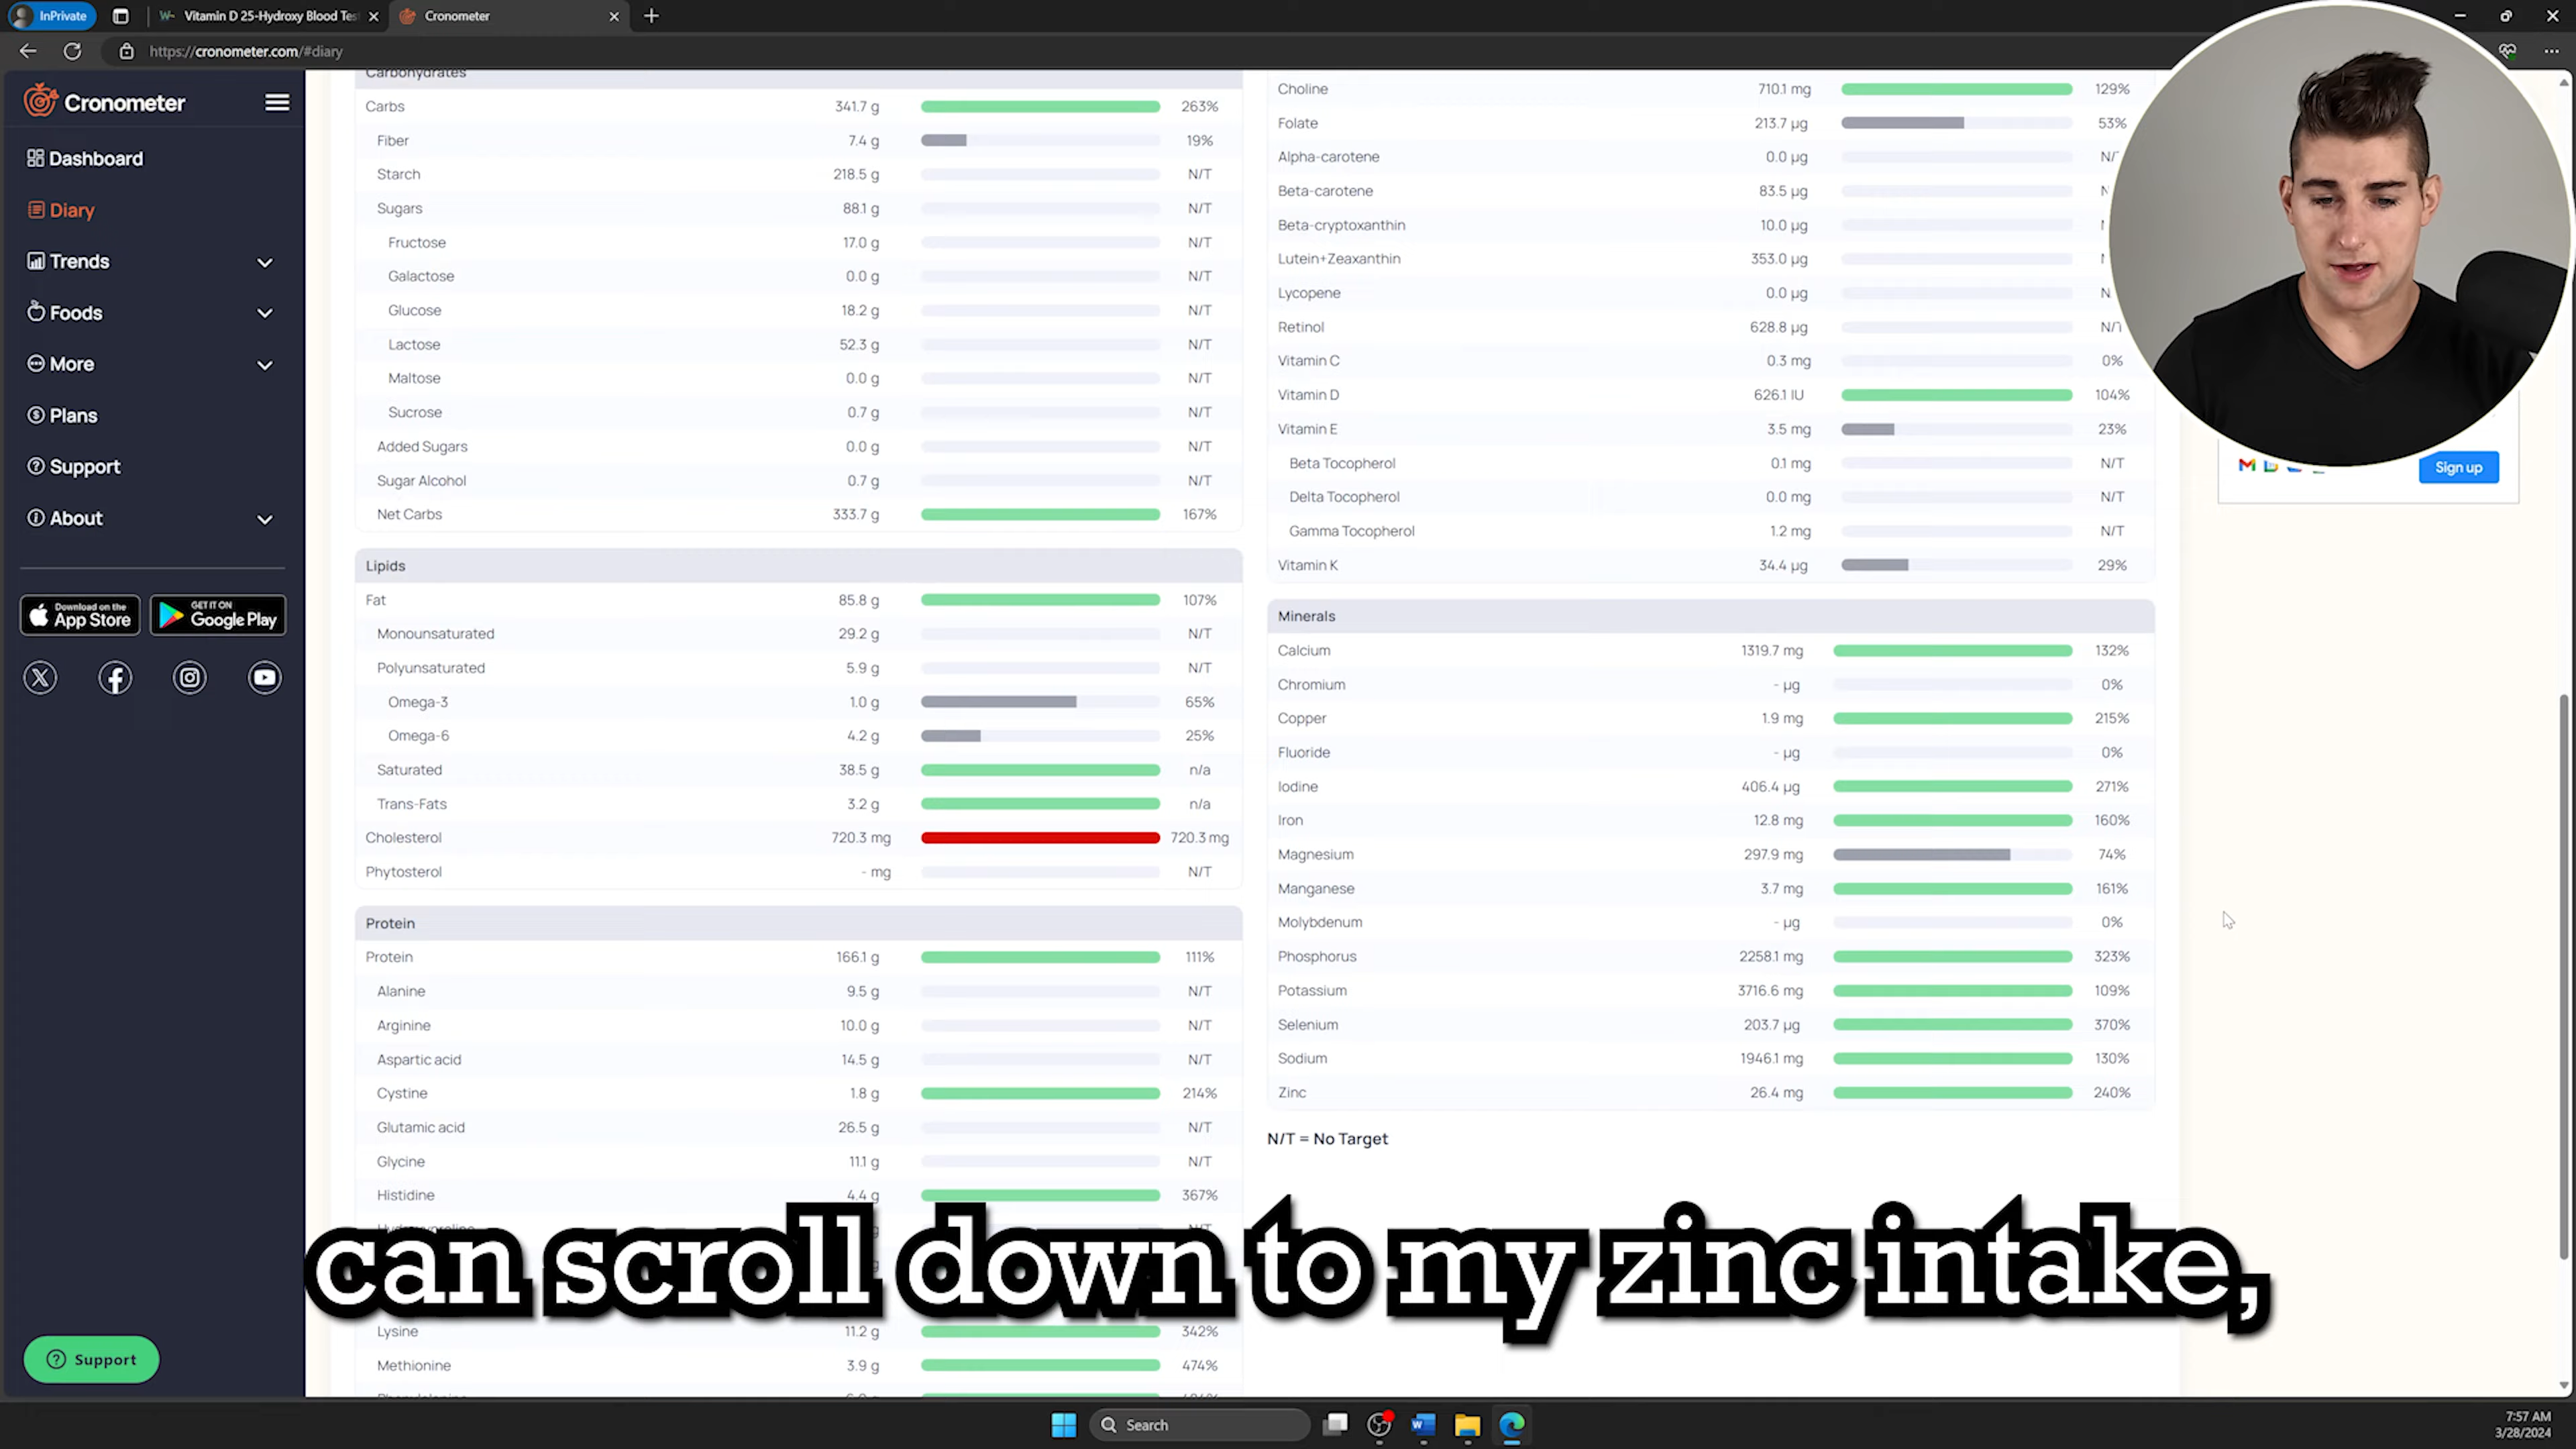 InPrivate
Vitamin D 25-Hydroxy Blood Tes
Cronometer
https://cronometer.com/#diary
Cronometer
Dashboard
Diary
Trends
Foods
More
Plans
Support
About
Download on the
App Store
GET IT ON
Google Play
Support
Carbohydrates
Carbs 341.7 g 263%
Fiber 7.4 g 19%
Starch 218.5 g N/T
Sugars 88.1 g N/T
Fructose 17.0 g N/T
Galactose 0.0 g N/T
Glucose 18.2 g N/T
Lactose 52.3 g N/T
Maltose 0.0 g N/T
Sucrose 0.7 g N/T
Added Sugars 0.0 g N/T
Sugar Alcohol 0.7 g N/T
Net Carbs 333.7 g 167%
Lipids
Fat 85.8 g 107%
Monounsaturated 29.2 g N/T
Polyunsaturated 5.9 g N/T
Omega-3 1.0 g 65%
Omega-6 4.2 g 25%
Saturated 38.5 g n/a
Trans-Fats 3.2 g n/a
Cholesterol 720.3 mg 720.3 mg
Phytosterol - mg N/T
Protein
Protein 166.1 g 111%
Alanine 9.5 g N/T
Arginine 10.0 g N/T
Aspartic acid 14.5 g N/T
Cystine 1.8 g 214%
Glutamic acid 26.5 g N/T
Glycine 11.1 g N/T
Histidine 4.4 g 367%
Lysine 11.2 g 342%
Methionine 3.9 g 474%
Choline 710.1 mg 129%
Folate 213.7 µg 53%
Alpha-carotene 0.0 µg N/T
Beta-carotene 83.5 µg
Beta-cryptoxanthin 10.0 µg
Lutein+Zeaxanthin 353.0 µg
Lycopene 0.0 µg N
Retinol 628.8 µg N/T
Vitamin C 0.3 mg 0%
Vitamin D 626.1 IU 104%
Vitamin E 3.5 mg 23%
Beta Tocopherol 0.1 mg N/T
Delta Tocopherol 0.0 mg N/T
Gamma Tocopherol 1.2 mg N/T
Vitamin K 34.4 µg 29%
Minerals
Calcium 1319.7 mg 132%
Chromium - µg 0%
Copper 1.9 mg 215%
Fluoride - µg 0%
Iodine 406.4 µg 271%
Iron 12.8 mg 160%
Magnesium 297.9 mg 74%
Manganese 3.7 mg 161%
Molybdenum - µg 0%
Phosphorus 2258.1 mg 323%
Potassium 3716.6 mg 109%
Selenium 203.7 µg 370%
Sodium 1946.1 mg 130%
Zinc 26.4 mg 240%
N/T = No Target
Sign up
can scroll down to my zinc intake,
Search
7:57 AM
3/28/2024